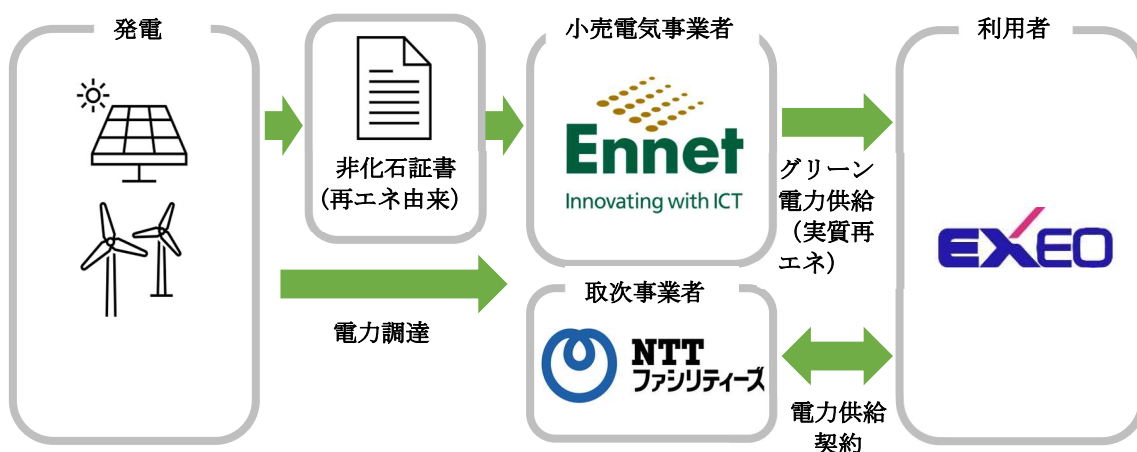 発電
非化石証書
(再エネ由来)
電力調達
小売電気事業者
Ennet
Innovating with ICT
取次事業者
NTT
ファシリティーズ
グリーン
電力供給
（実質再
エネ）
電力供給
契約
利用者
EXEO